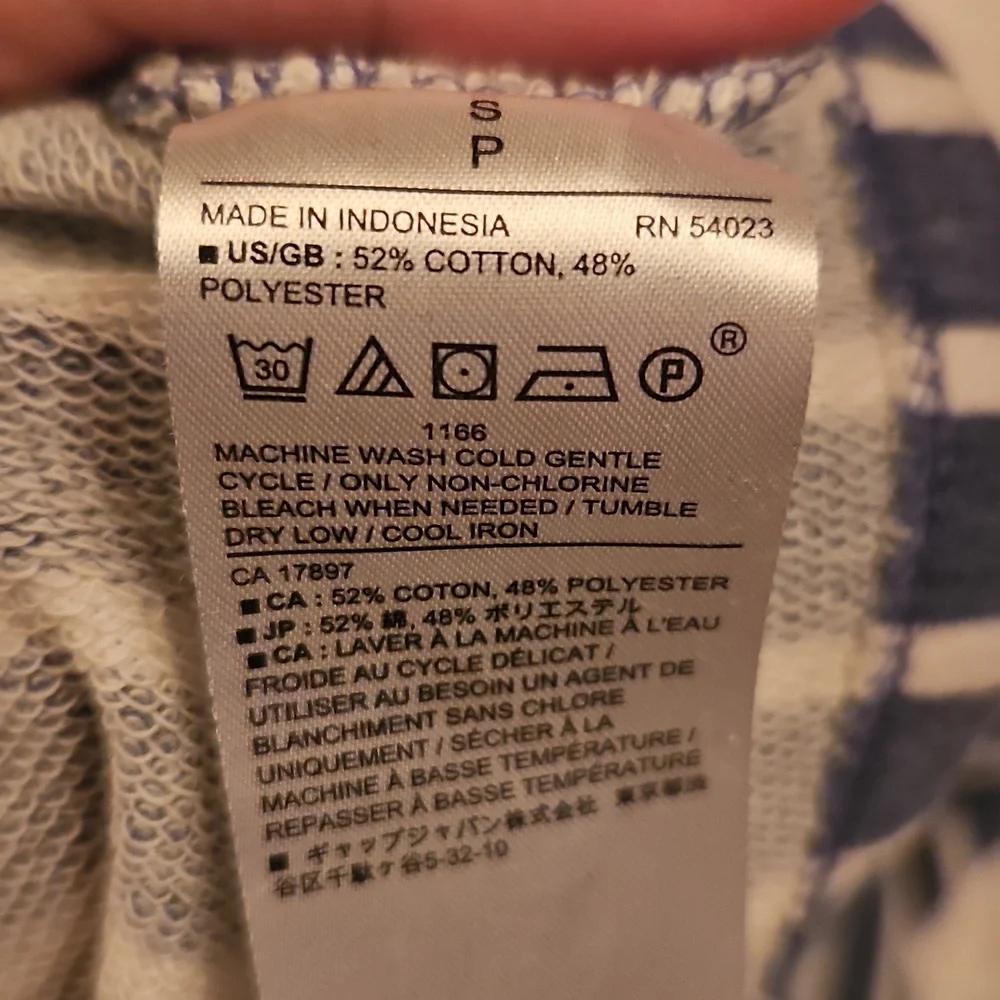 S
P
MADE IN INDONESIA RN 54023
■ US/GB : 52% COTTON, 48%
POLYESTER
30 P ®
1166
MACHINE WASH COLD GENTLE
CYCLE / ONLY NON-CHLORINE
BLEACH WHEN NEEDED / TUMBLE
DRY LOW / COOL IRON
CA 17897
■ CA : 52% COTON, 48% POLYESTER
■ JP : 52% 綿, 48% ポリエステル
■ CA : LAVER À LA MACHINE À L'EAU
FROIDE AU CYCLE DÉLICAT /
UTILISER AU BESOIN UN AGENT DE
BLANCHIMENT SANS CHLORE
UNIQUEMENT / SÉCHER À LA
MACHINE À BASSE TEMPÉRATURE /
REPASSER À BASSE TEMPÉRATURE
■ ギャップジャパン株式会社 東京都渋
谷区千駄ヶ谷5-32-10